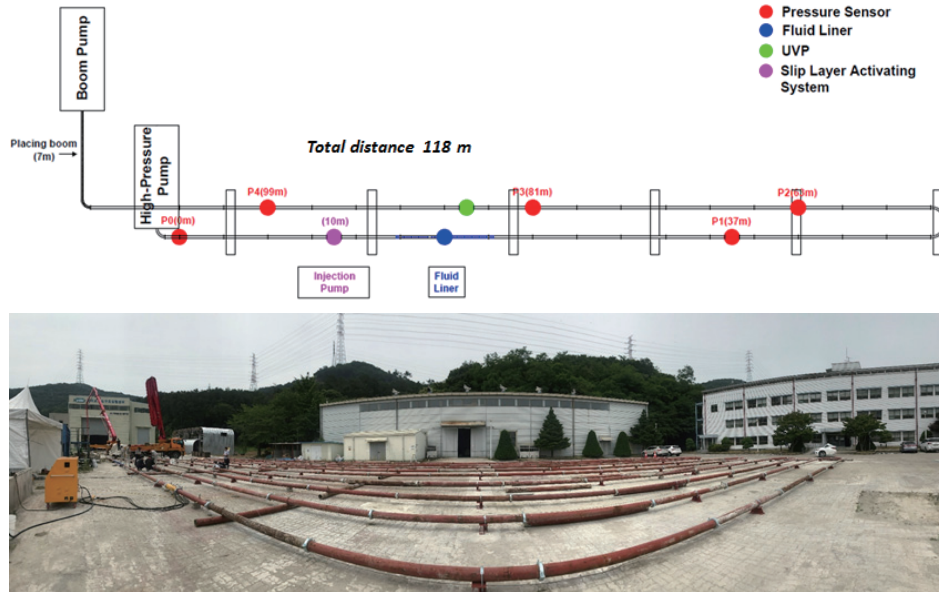 Pressure Sensor
Fluid Liner
UVP
Slip Layer Activating
System
Boom Pump
Placing boom
(7m)
High-Pressure
Pump
Total distance 118 m
P4(99m)
P3(81m)
P2(63m)
P0(0m)
(10m)
P1(37m)
Injection
Pump
Fluid
Liner